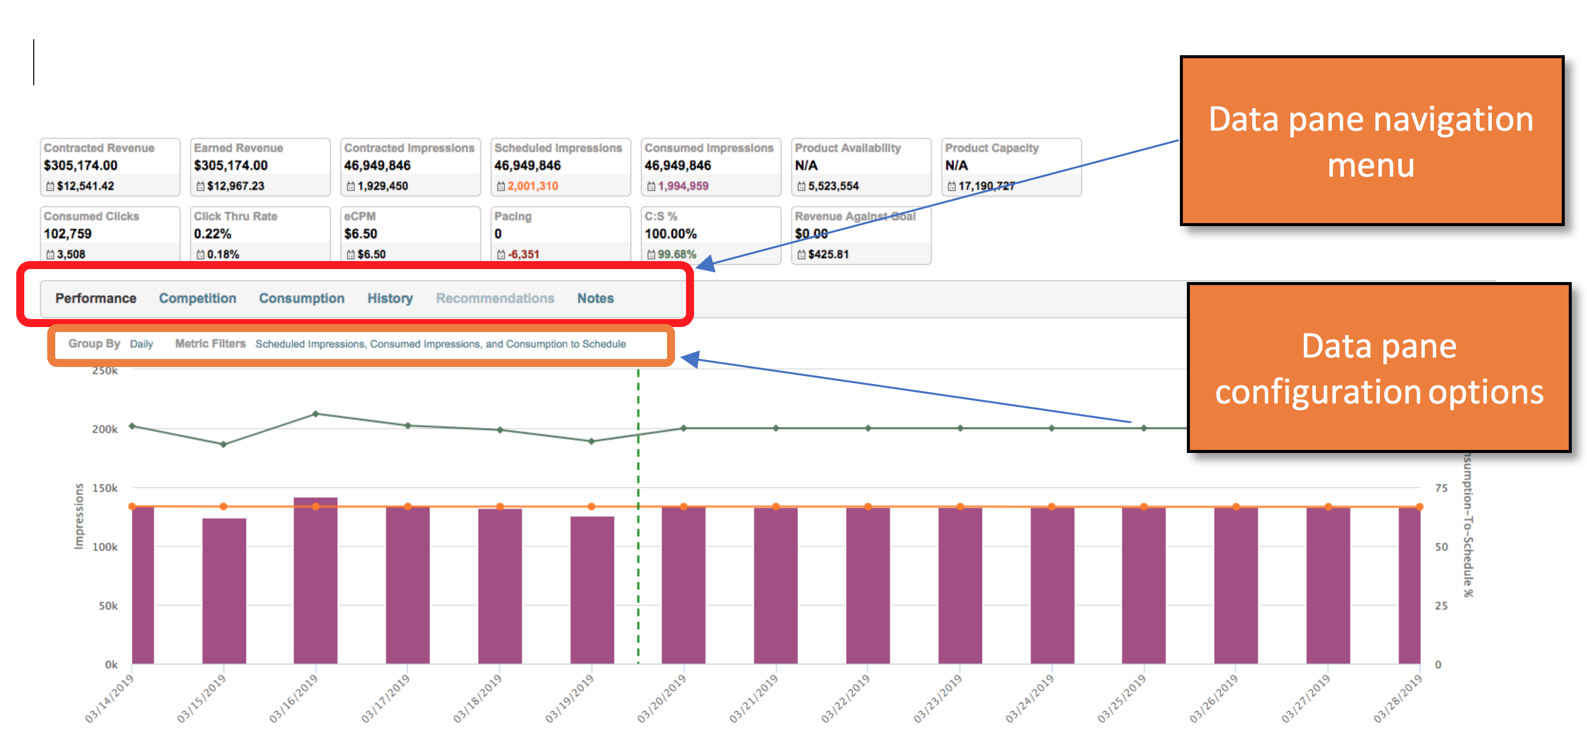 Data pane navigation
menu
Contracted Revenue
$305,174.00
$12,541.42
Earned Revenue
$305,174.00
$12,967.23
Contracted Impressions
46,949,846
1,929,450
Scheduled Impressions
46,949,846
2,001,310
Consumed Impressions
46,949,846
1,994,959
Product Availability
N/A
5,523,554
Product Capacity
N/A
17,190,727
Consumed Clicks
102,759
3,508
Click Thru Rate
0.22%
0.18%
eCPM
$6.50
$6.50
Pacing
0
-6,351
C:S %
100.00%
99.68%
Revenue Against Goal
$0.00
$425.81
Performance Competition Consumption History Recommendations Notes
Data pane
configuration options
Group By Daily Metric Filters Scheduled Impressions, Consumed Impressions, and Consumption to Schedule
250k
200k
150k
100k
50k
0k
Impressions
75
50
25
0
nsumption-To-Schedule %
03/14/2019
03/15/2019
03/16/2019
03/17/2019
03/18/2019
03/19/2019
03/20/2019
03/21/2019
03/22/2019
03/23/2019
03/24/2019
03/25/2019
03/26/2019
03/27/2019
03/28/2019